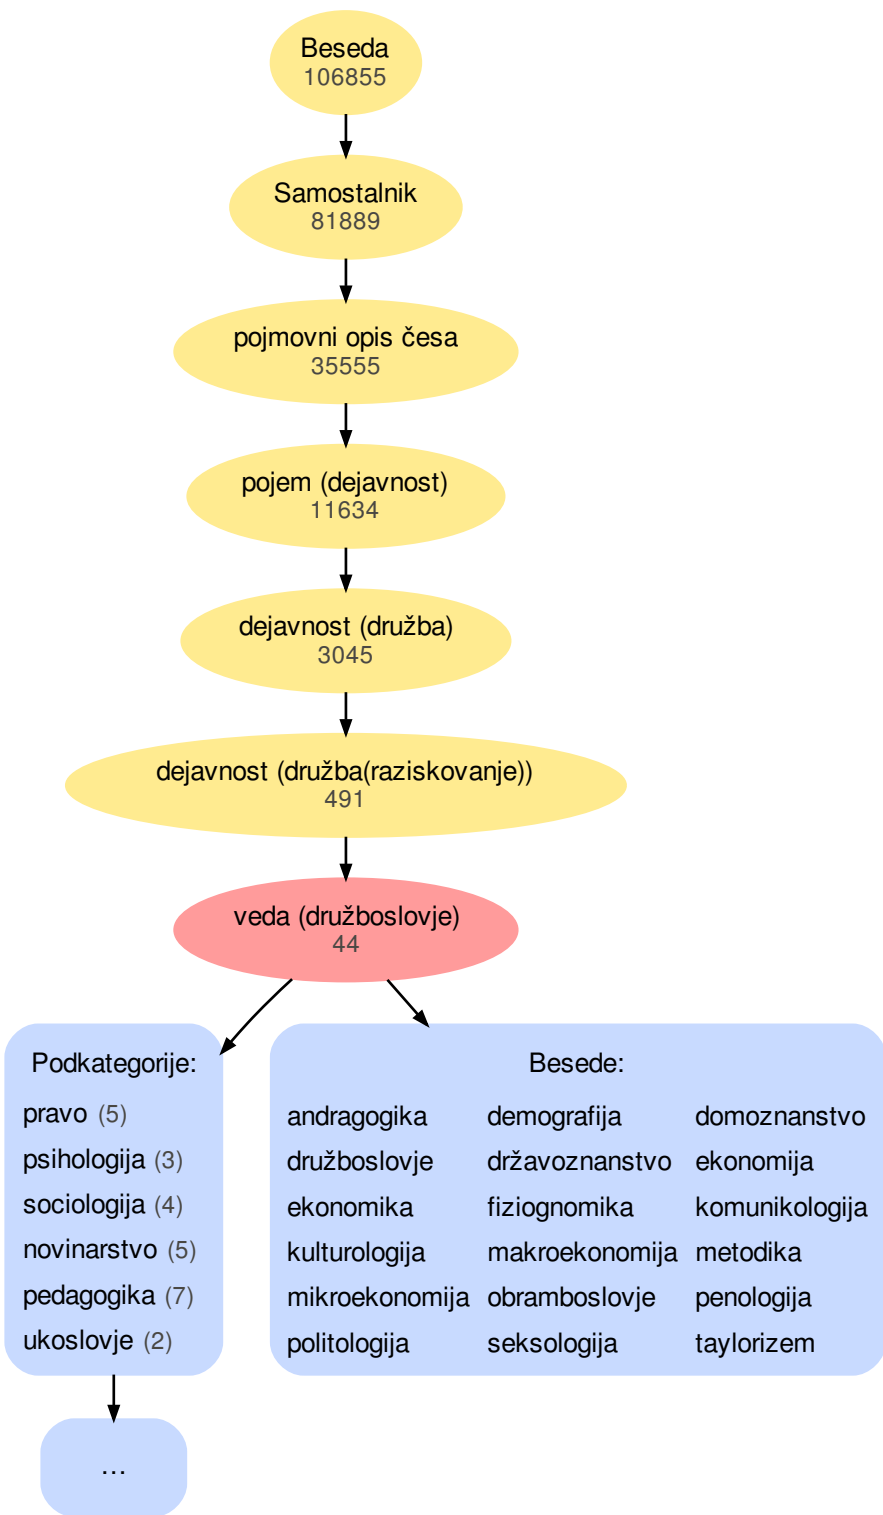 Beseda
106855
Samostalnik
81889
pojmovni opis česa
35555
pojem (dejavnost)
11634
dejavnost (družba)
3045
dejavnost (družba(raziskovanje))
491
veda (družboslovje)
44
Podkategorije:
pravo (5)
psihologija (3)
sociologija (4)
novinarstvo (5)
pedagogika (7)
ukoslovje (2)
...
Besede:
andragogika demografija domoznanstvo
družboslovje državoznanstvo ekonomija
ekonomika fiziognomika komunikologija
kulturologija makroekonomija metodika
mikroekonomija obramboslovje penologija
politologija seksologija taylorizem